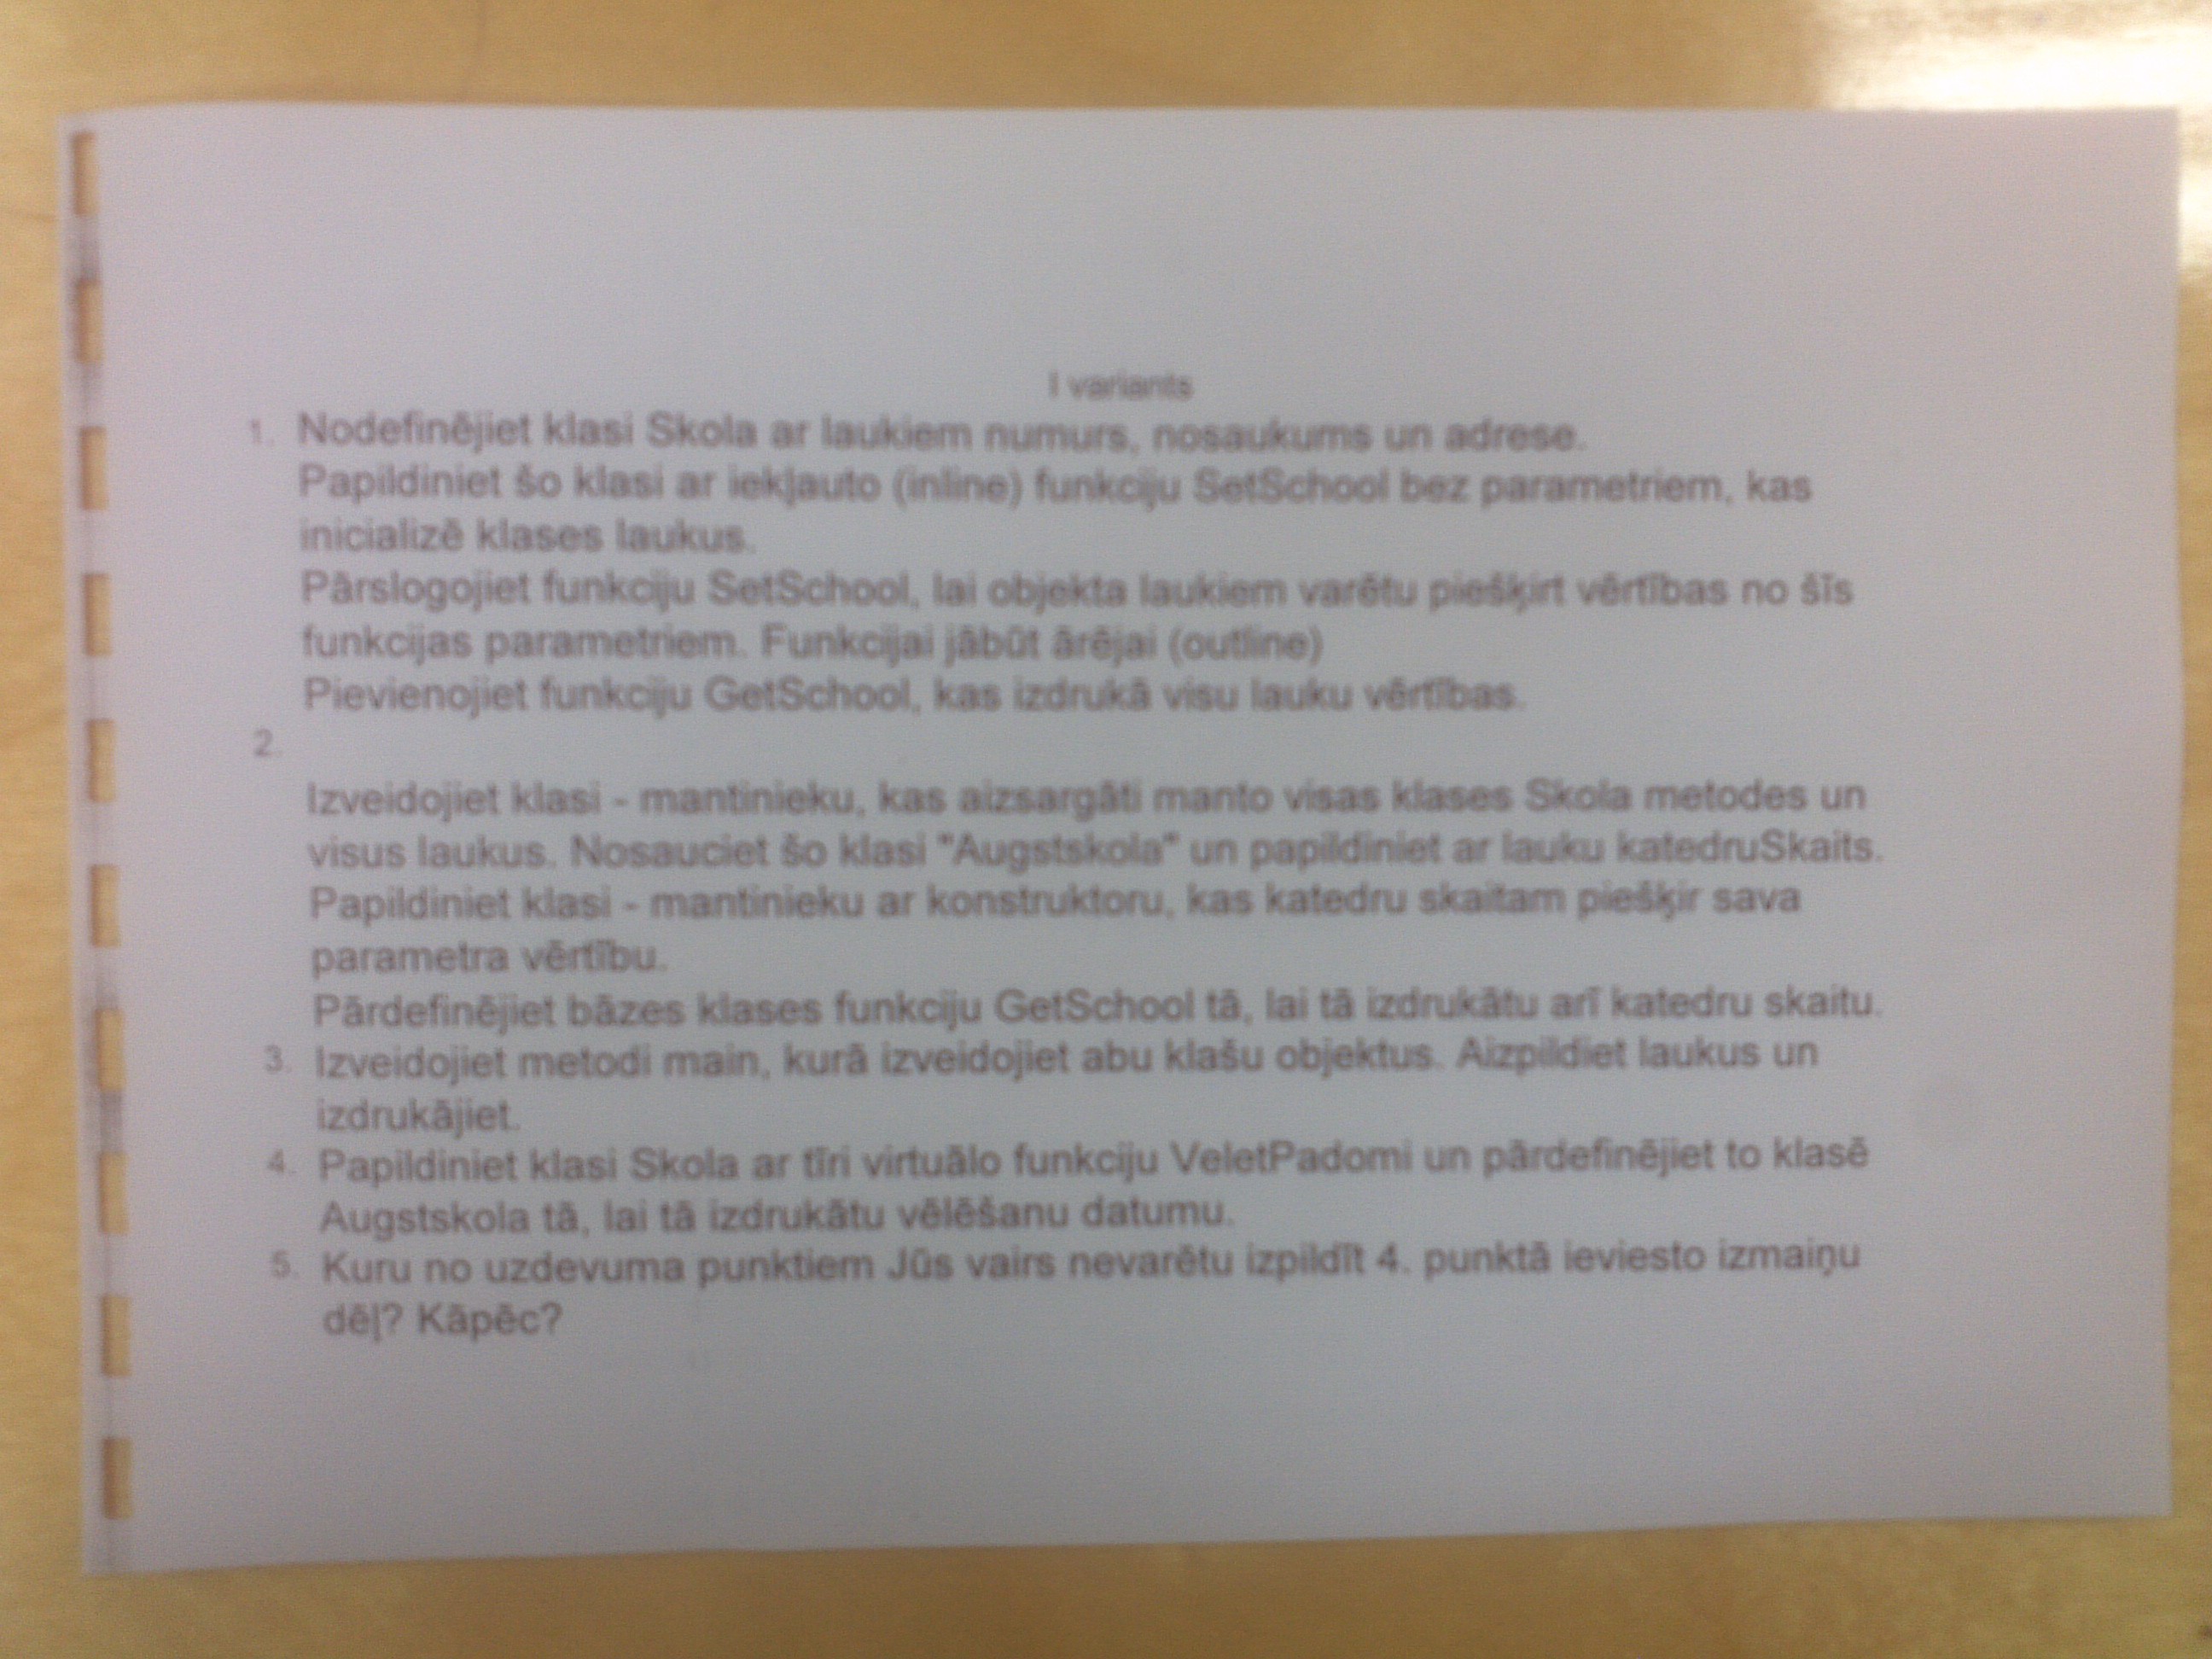 I variants
1. Nodefinējiet klasi Skola ar laukiem numurs, nosaukums un adrese.
Papildiniet šo klasi ar iekļauto (inline) funkciju SetSchool bez parametriem, kas
inicializē klases laukus.
Pārslogojiet funkciju SetSchool, lai objekta laukiem varētu piešķirt vērtības no šīs
funkcijas parametriem. Funkcijai jābūt ārējai (outline)
Pievienojiet funkciju GetSchool, kas izdrukā visu lauku vērtības.
2.
Izveidojiet klasi - mantinieku, kas aizsargāti manto visas klases Skola metodes un
visus laukus. Nosauciet šo klasi "Augstskola" un papildiniet ar lauku katedruSkaits.
Papildiniet klasi - mantinieku ar konstruktoru, kas katedru skaitam piešķir sava
parametra vērtību.
Pārdefinējiet bāzes klases funkciju GetSchool tā, lai tā izdrukātu arī katedru skaitu.
3. Izveidojiet metodi main, kurā izveidojiet abu klašu objektus. Aizpildiet laukus un
izdrukājiet.
4. Papildiniet klasi Skola ar tīri virtuālo funkciju VeletPadomi un pārdefinējiet to klasē
Augstskola tā, lai tā izdrukātu vēlēšanu datumu.
5. Kuru no uzdevuma punktiem Jūs vairs nevarētu izpildīt 4. punktā ieviesto izmaiņu
dēļ? Kāpēc?